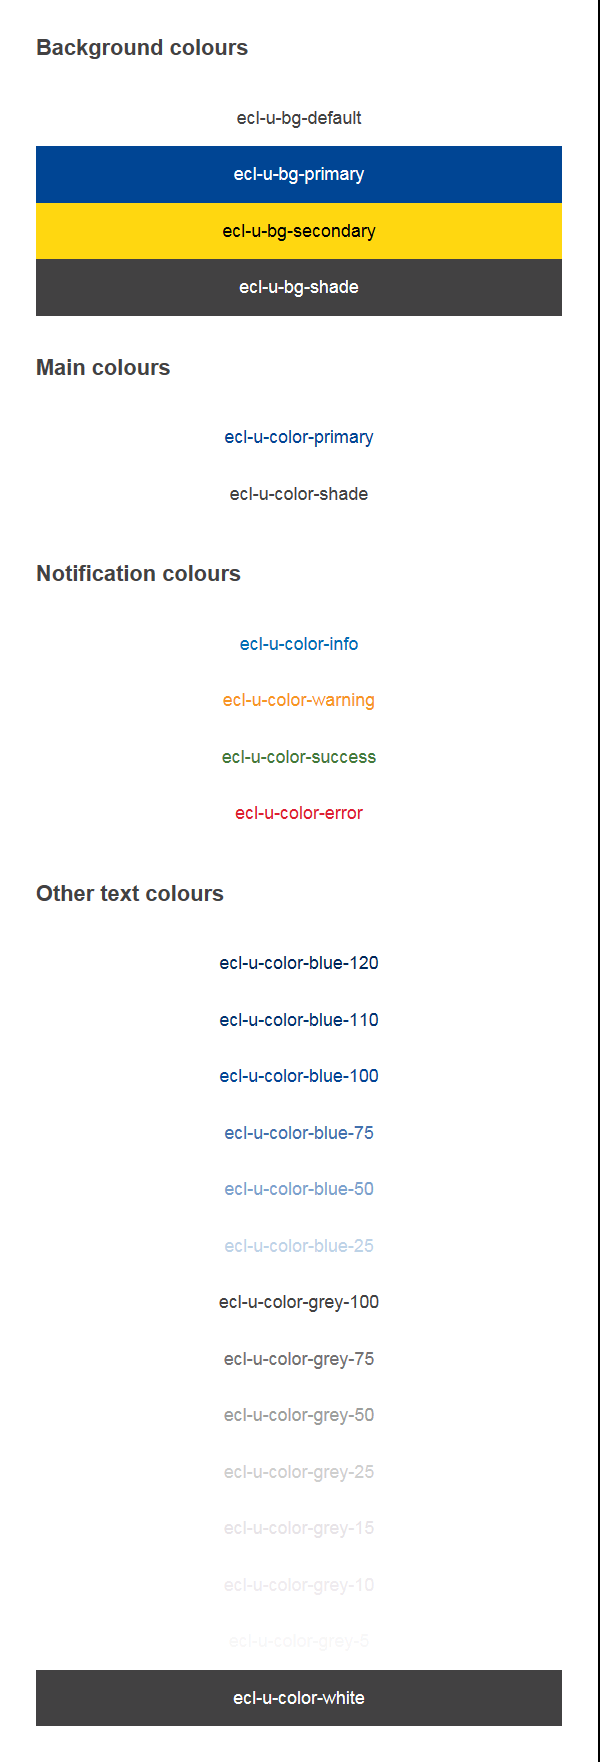 Background colours
ecl-u-bg-default
ecl-u-bg-primary
ecl-u-bg-secondary
ecl-u-bg-shade
Main colours
ecl-u-color-primary
ecl-u-color-shade
Notification colours
ecl-u-color-info
ecl-u-color-warning
ecl-u-color-success
ecl-u-color-error
Other text colours
ecl-u-color-blue-120
ecl-u-color-blue-110
ecl-u-color-blue-100
ecl-u-color-blue-75
ecl-u-color-blue-50
ecl-u-color-blue-25
ecl-u-color-grey-100
ecl-u-color-grey-75
ecl-u-color-grey-50
ecl-u-color-grey-25
ecl-u-color-grey-15
ecl-u-color-grey-10
ecl-u-color-grey-5
ecl-u-color-white